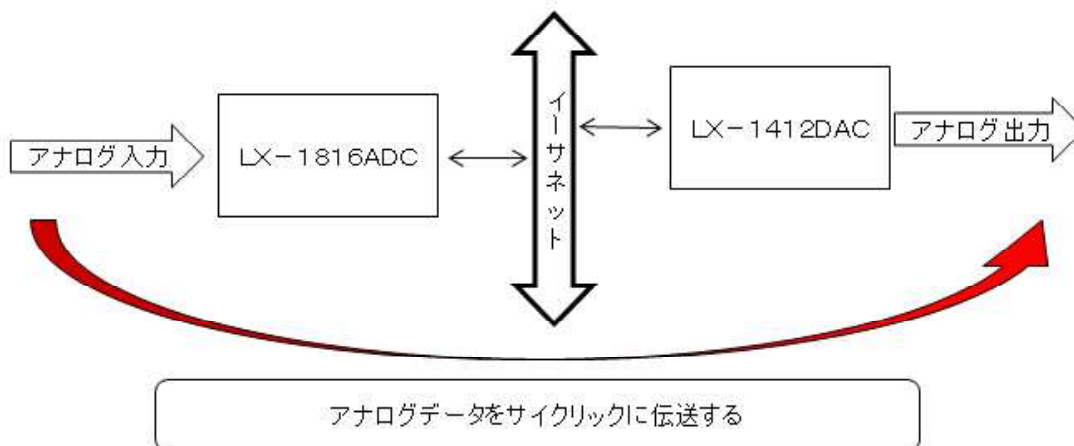 アナログ入力
LX-1816ADC
イーサネット
LX-1412DAC
アナログ出力
アナログデータをサイクリックに伝送する